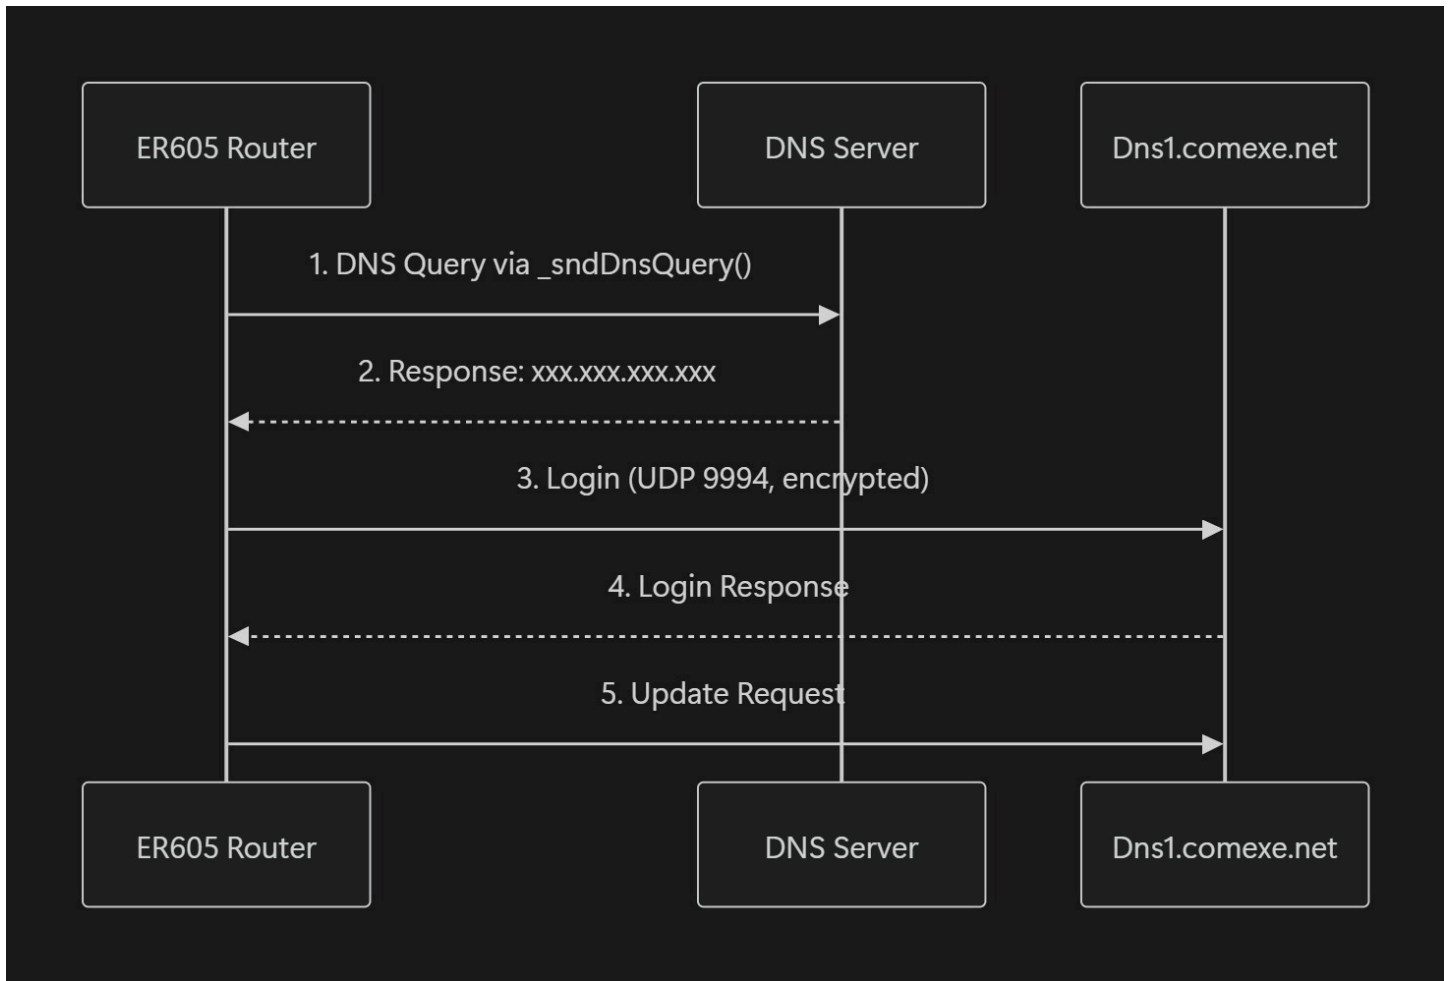 ER605 Router
DNS Server
Dns1.comexe.net
1. DNS Query via _sndDnsQuery()
2. Response: xxx.xxx.xxx.xxx
3. Login (UDP 9994, encrypted)
4. Login Response
5. Update Request
ER605 Router
DNS Server
Dns1.comexe.net